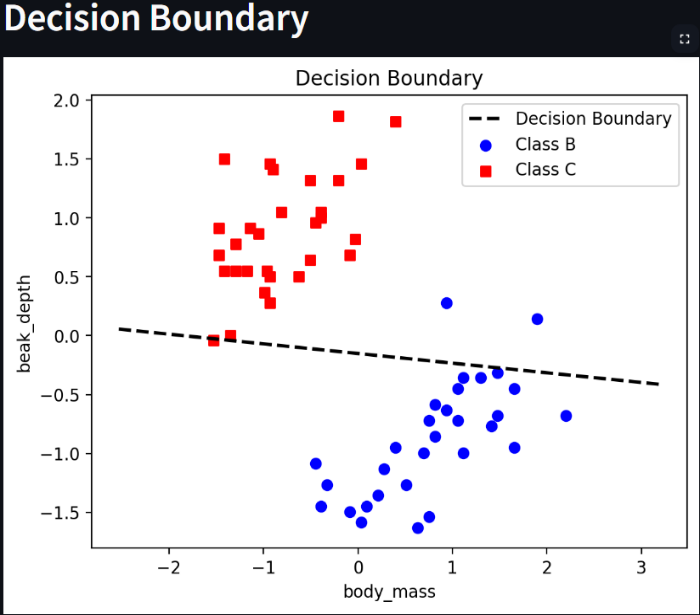 Decision Boundary
Decision Boundary
2.0
1.5
1.0
0.5
0.0
−0.5
−1.0
−1.5
beak_depth
−2
−1
0
1
2
3
body_mass
Decision Boundary
Class B
Class C